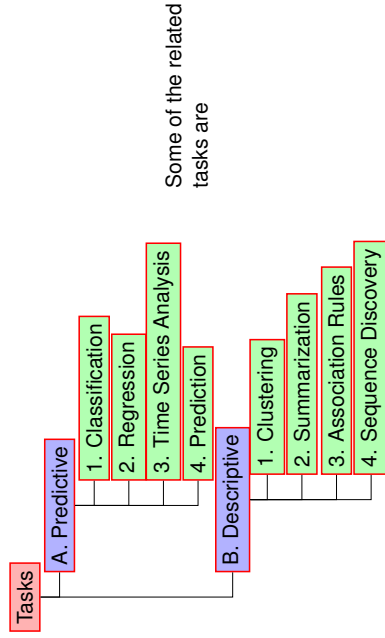 Some of the related
tasks are
Tasks
A. Predictive
1. Classification
2. Regression
3. Time Series Analysis
4. Prediction
B. Descriptive
1. Clustering
2. Summarization
3. Association Rules
4. Sequence Discovery